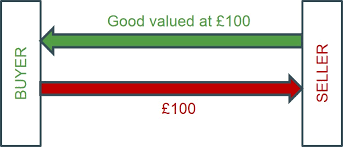 Good valued at £100
BUYER
SELLER
£100